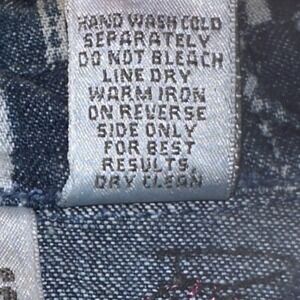 HAND WASH COLD
SEPARATELY
DO NOT BLEACH
LINE DRY
WARM IRON
ON REVERSE
SIDE ONLY
FOR BEST
RESULTS,
DRY CLEAN